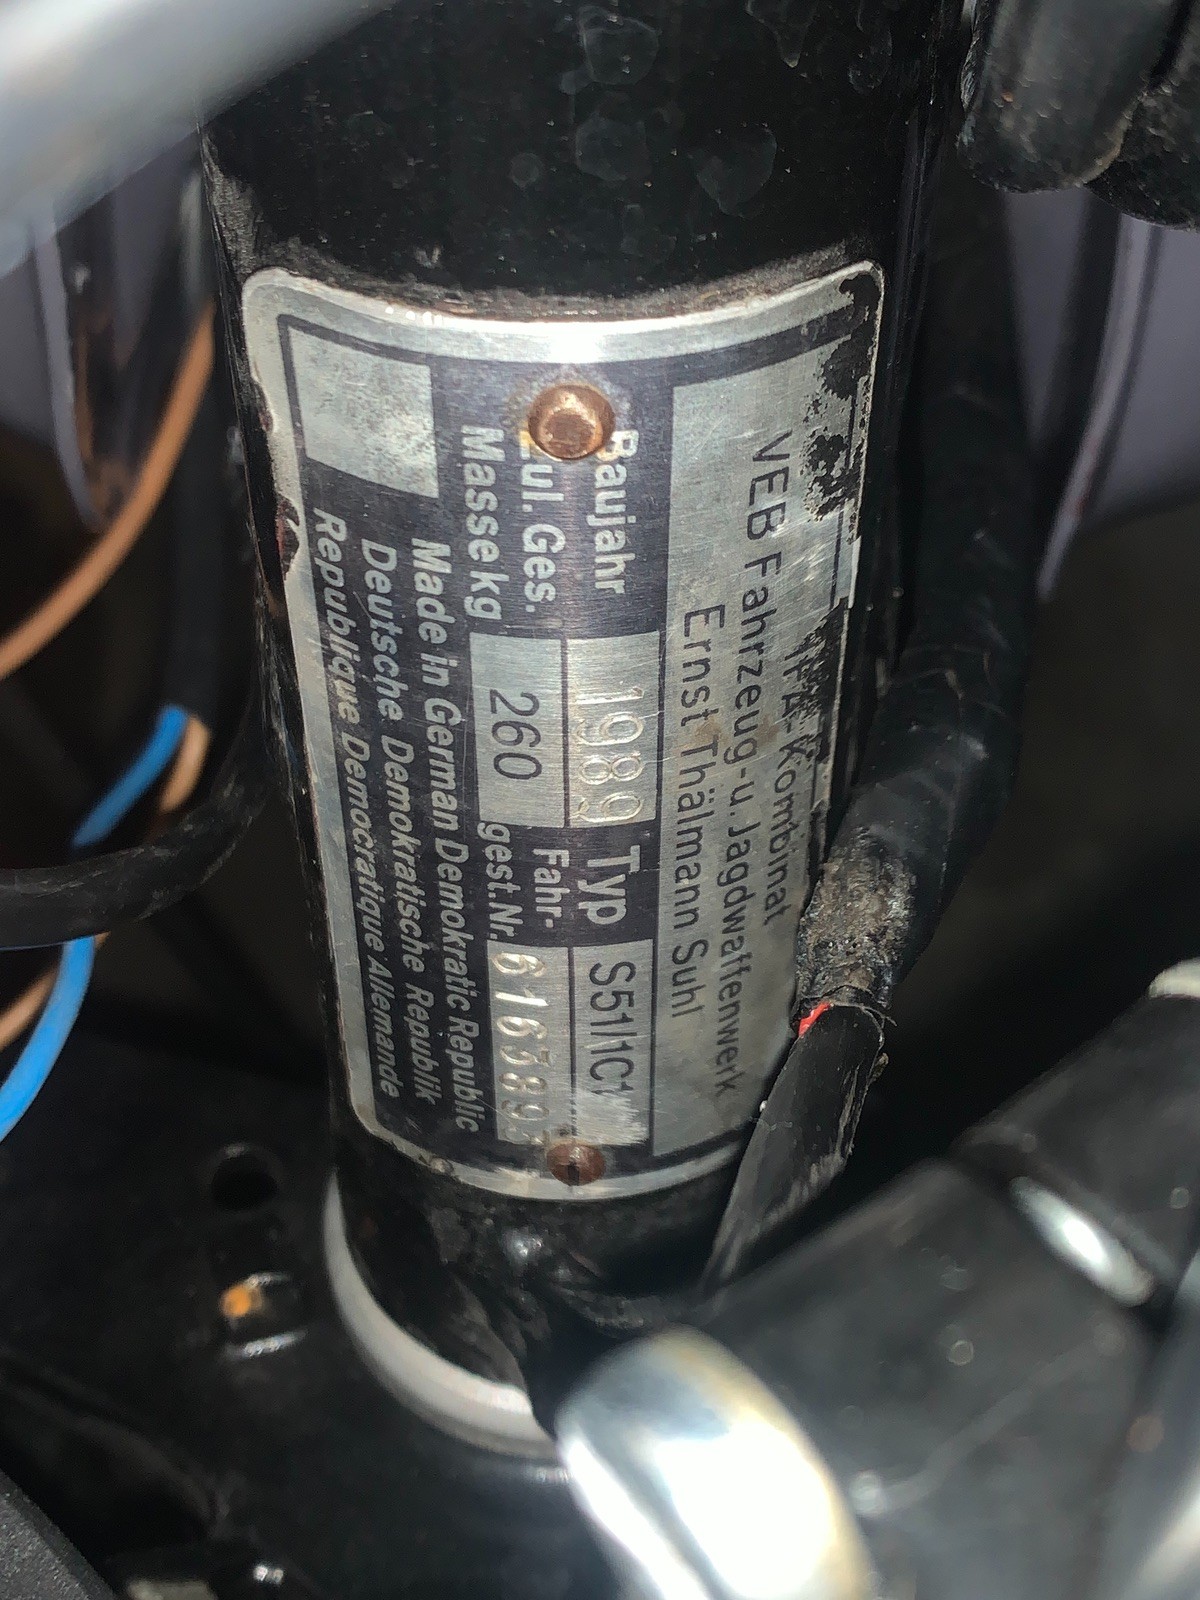 IFA-Kombinat
VEB Fahrzeug-u. Jagdwaffenwerk
Ernst Thälmann Suhl
Baujahr 1989 Typ S51/1C1
Zul. Ges. Masse kg 260 Fahr-gest.Nr.
Made in German Demokratic Republic
Deutsche Demokratische Republik
Republique Democratique Allemande